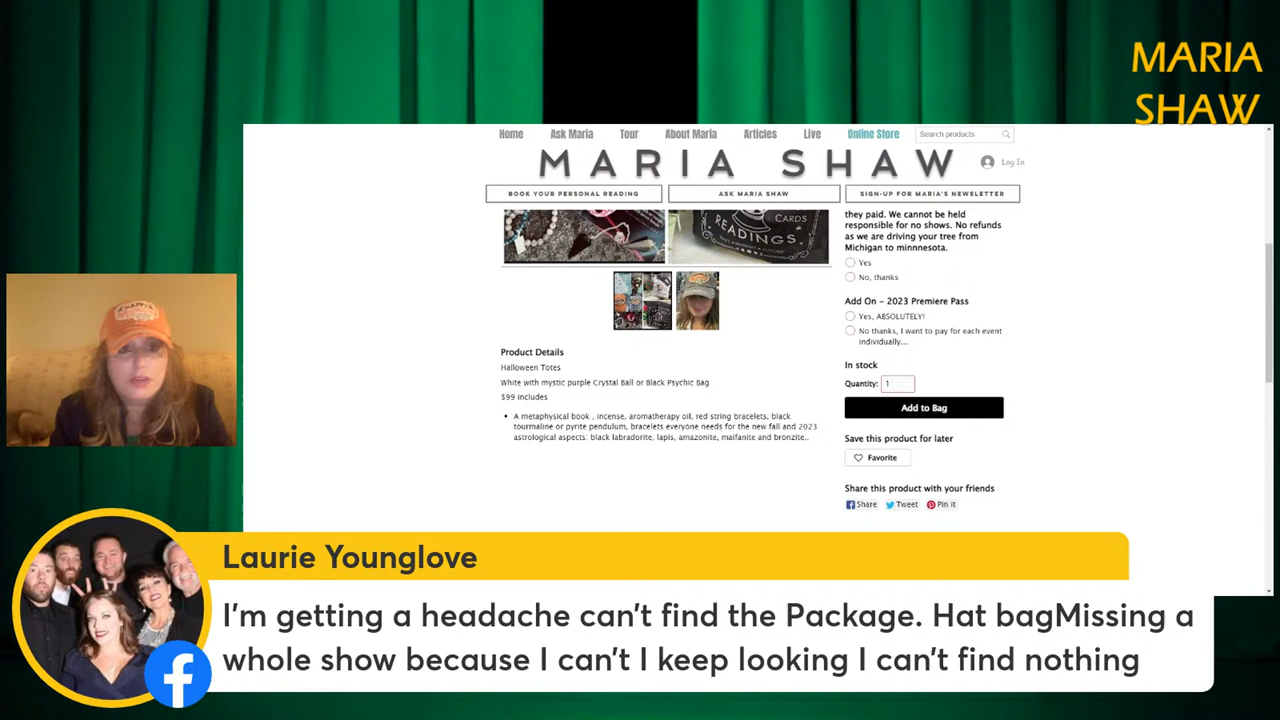 MARIA
SHAW
Home Ask Maria Tour About Maria Articles Live Online Store Search products
MARIA SHAW
Log In
BOOK YOUR PERSONAL READING ASK MARIA SHAW SIGN-UP FOR MARIA'S NEWSLETTER
CARDS
READINGS
they paid. We cannot be held
responsible for no shows. No refunds
as we are driving your tree from
Michigan to minnnesota.
Yes
No, thanks
Add On - 2023 Premiere Pass
Yes, ABSOLUTELY!
No thanks, I want to pay for each event
individually...
In stock
Quantity: 1
Add to Bag
Save this product for later
Favorite
Share this product with your friends
Share Tweet Pin it
Product Details
Halloween Totes
White with mystic purple Crystal Ball or Black Psychic Bag
$99 includes
• A metaphysical book , incense, aromatherapy oil, red string bracelets, black
tourmaline or pyrite pendulum, bracelets everyone needs for the new fall and 2023
astrological aspects: black labradorite, lapis, amazonite, maifanite and bronzite..
Laurie Younglove
I'm getting a headache can't find the Package. Hat bagMissing a
whole show because I can't I keep looking I can't find nothing